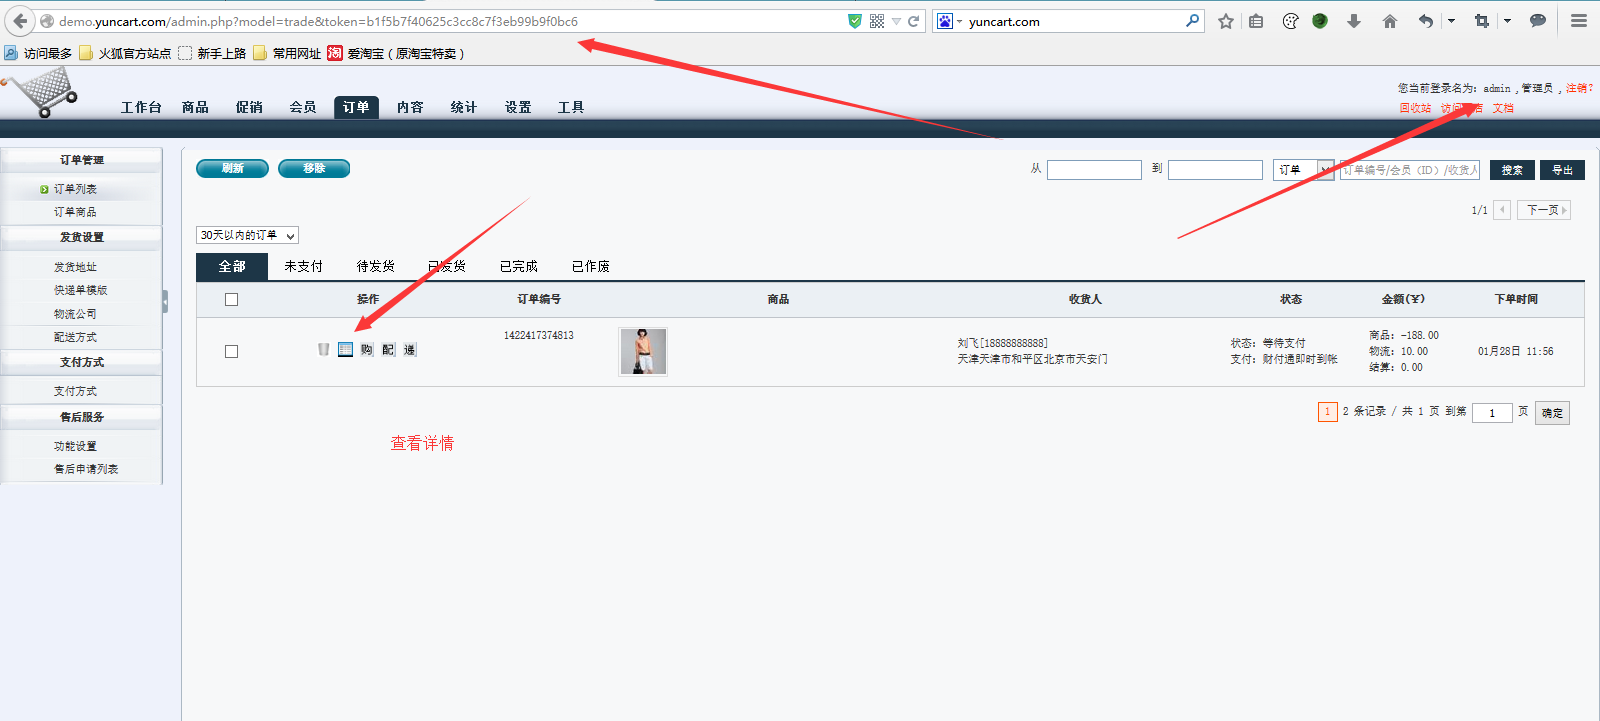 demo.yuncart.com/admin.php?model=trade&token=b1f5b7f40625c3cc8c7f3eb99b9f0bc6
yuncart.com
访问最多 火狐官方站点 新手上路 常用网址 淘 爱淘宝（原淘宝特卖）
您当前登录名为：admin，管理员，注销?
工作台 商品 促销 会员 订单 内容 统计 设置 工具
回收站 访 文档
订单管理
订单列表
订单商品
发货设置
发货地址
快递单模版
物流公司
配送方式
支付方式
支付方式
售后服务
功能设置
售后申请列表
刷新 移除
从 到 订单 订单编号/会员（ID）/收货人 搜索 导出
1/1 下一页
30天以内的订单
全部 未支付 待发货 已发货 已完成 已作废
操作 订单编号 商品 收货人 状态 金额(¥) 下单时间
购 配 递
1422417374813
刘飞[18888888888]
天津天津市和平区北京市天安门
状态：等待支付
支付：财付通即时到帐
商品：-188.00
物流：10.00
结算：0.00
01月28日 11:56
1 2 条记录 / 共 1 页 到第 1 页 确定
查看详情